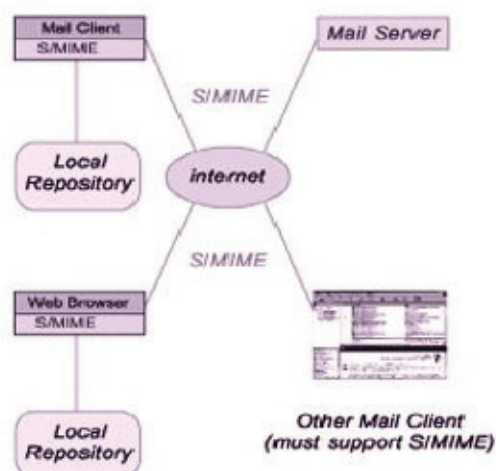 Mail Client
S/MIME
Mail Server
S/MIME
Local
Repository
internet
S/MIME
Web Browser
S/MIME
Local
Repository
Other Mail Client
(must support S/MIME)